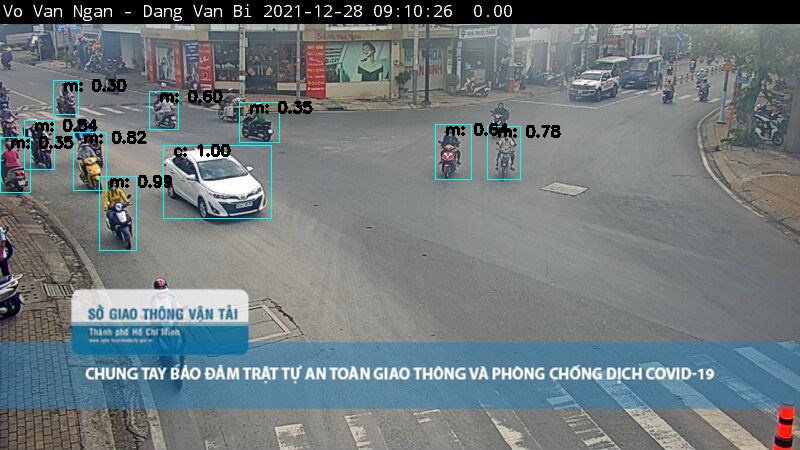 Vo Van Ngan - Dang Van Bi 2021-12-28 09:10:26 0.00
m: 0.30
m: 0.60
m: 0.35
m: 0.84
m: 0.35
m: 0.82
c: 1.00
m: 0.78
m: 0.99
SỞ GIAO THÔNG VẬN TẢI
Thành phố Hồ Chí Minh
CHUNG TAY BẢO ĐẢM TRẬT TỰ AN TOÀN GIAO THÔNG VÀ PHÒNG CHỐNG DỊCH COVID-19